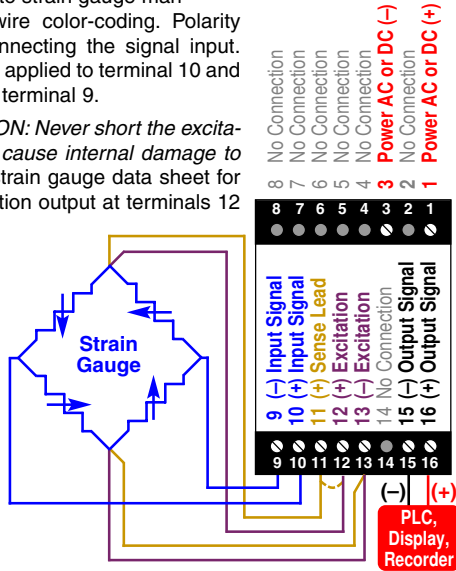 to strain gauge man-
wire color-coding. Polarity
nnecting the signal input.
applied to terminal 10 and
terminal 9.
ON: Never short the excita-
cause internal damage to
train gauge data sheet for
tion output at terminals 12
8 No Connection
7 No Connection
6 No Connection
5 No Connection
4 No Connection
3 Power AC or DC (–)
2 No Connection
1 Power AC or DC (+)
8 7 6 5 4 3 2 1
Strain
Gauge
9 (–) Input Signal
10 (+) Input Signal
11 (+) Sense Lead
12 (+) Excitation
13 (–) Excitation
14 No Connection
15 (–) Output Signal
16 (+) Output Signal
9 10 11 12 13 14 15 16
(–) (+)
PLC,
Display,
Recorder